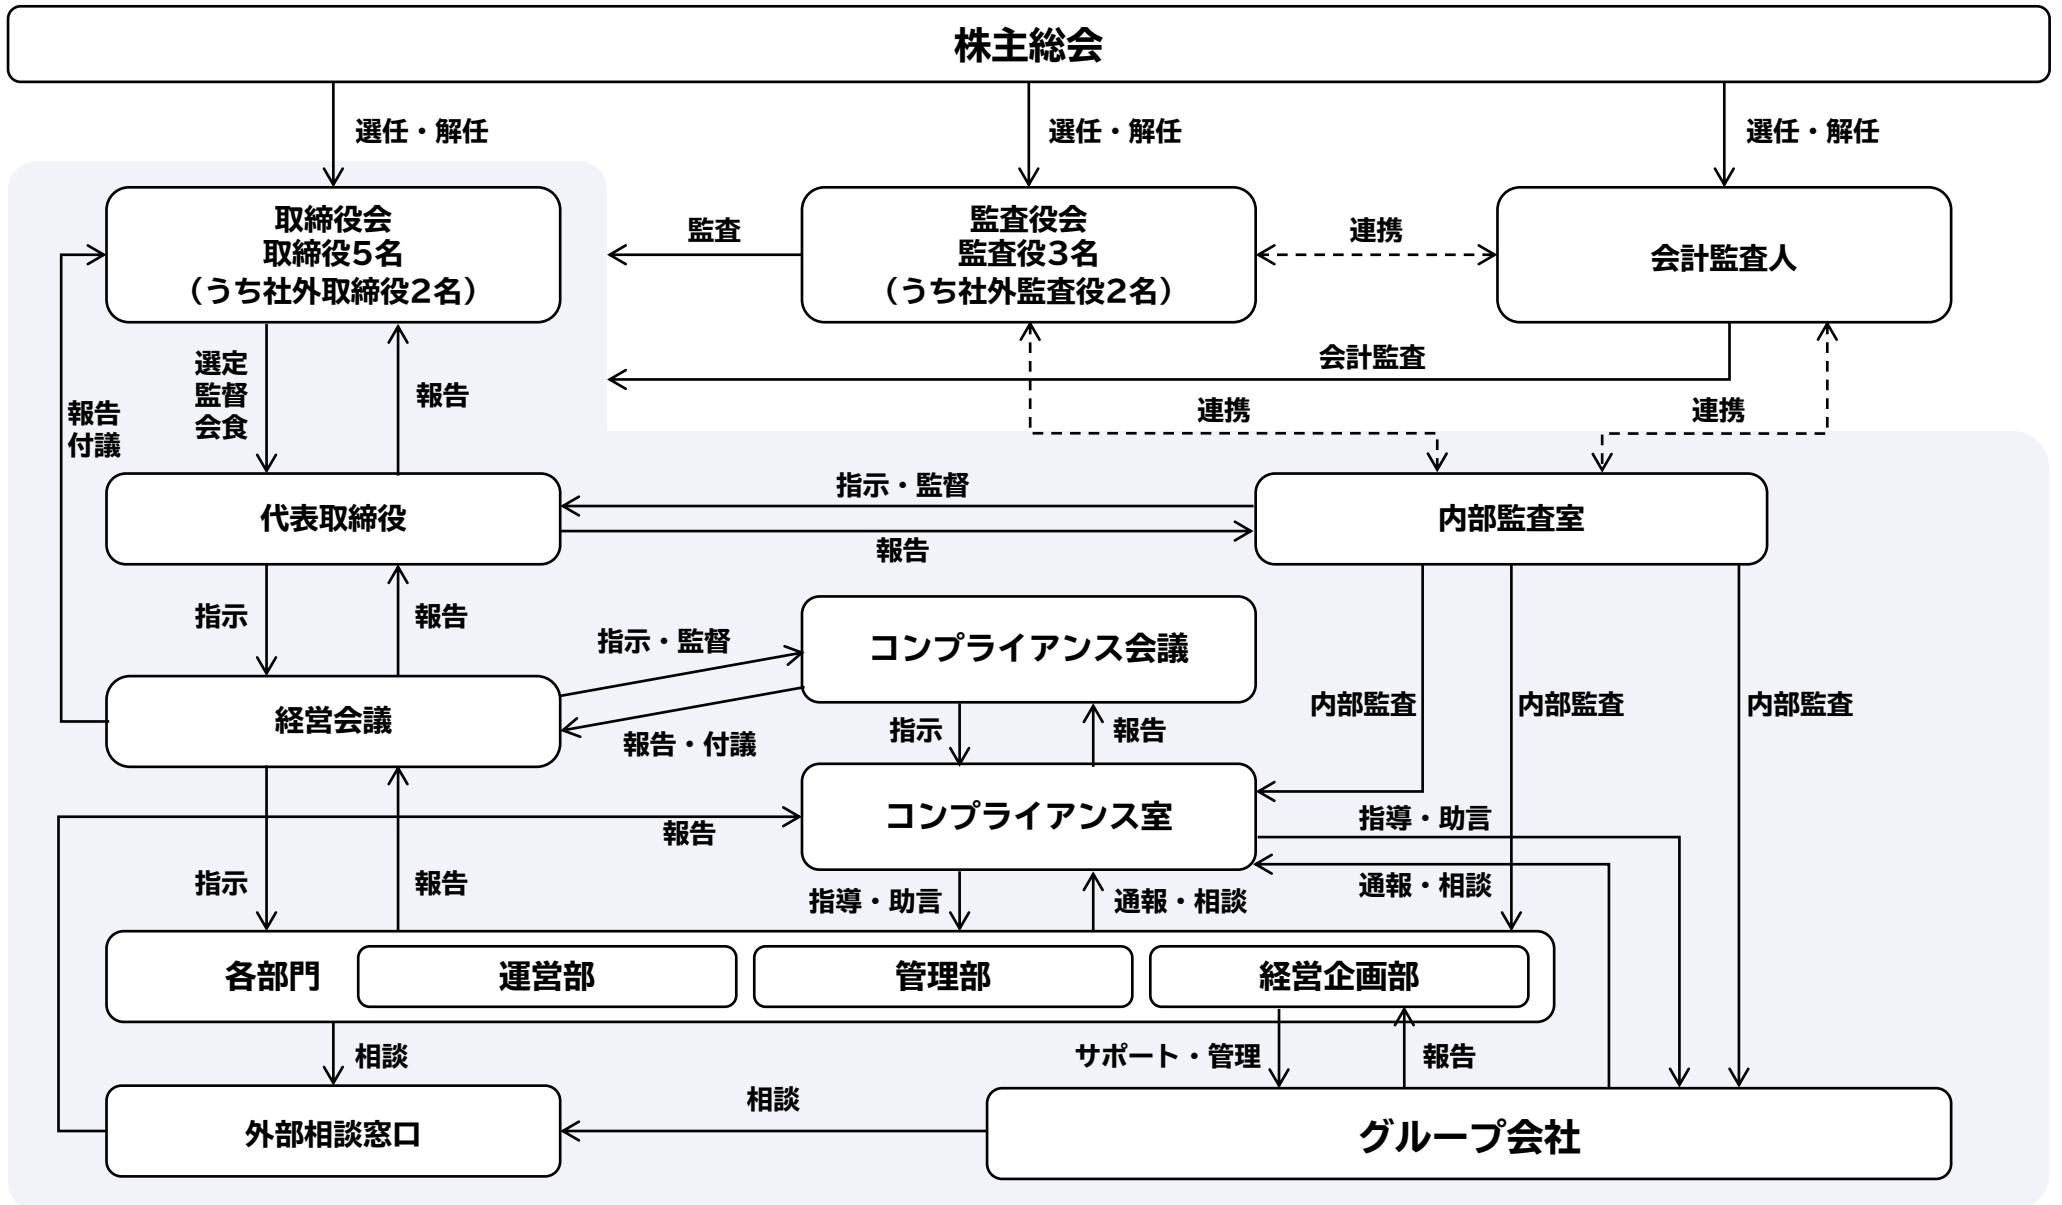 株主総会
選任・解任
選任・解任
選任・解任
取締役会
取締役5名
（うち社外取締役2名）
監査
監査役会
監査役3名
（うち社外監査役2名）
連携
会計監査人
選定
監督
会食
報告
報告
付議
会計監査
連携
連携
代表取締役
指示・監督
報告
内部監査室
指示
報告
指示・監督
コンプライアンス会議
経営会議
報告・付議
指示
報告
内部監査
内部監査
内部監査
コンプライアンス室
報告
指導・助言
通報・相談
指示
報告
指導・助言
通報・相談
各部門
運営部
管理部
経営企画部
相談
サポート・管理
報告
外部相談窓口
相談
グループ会社